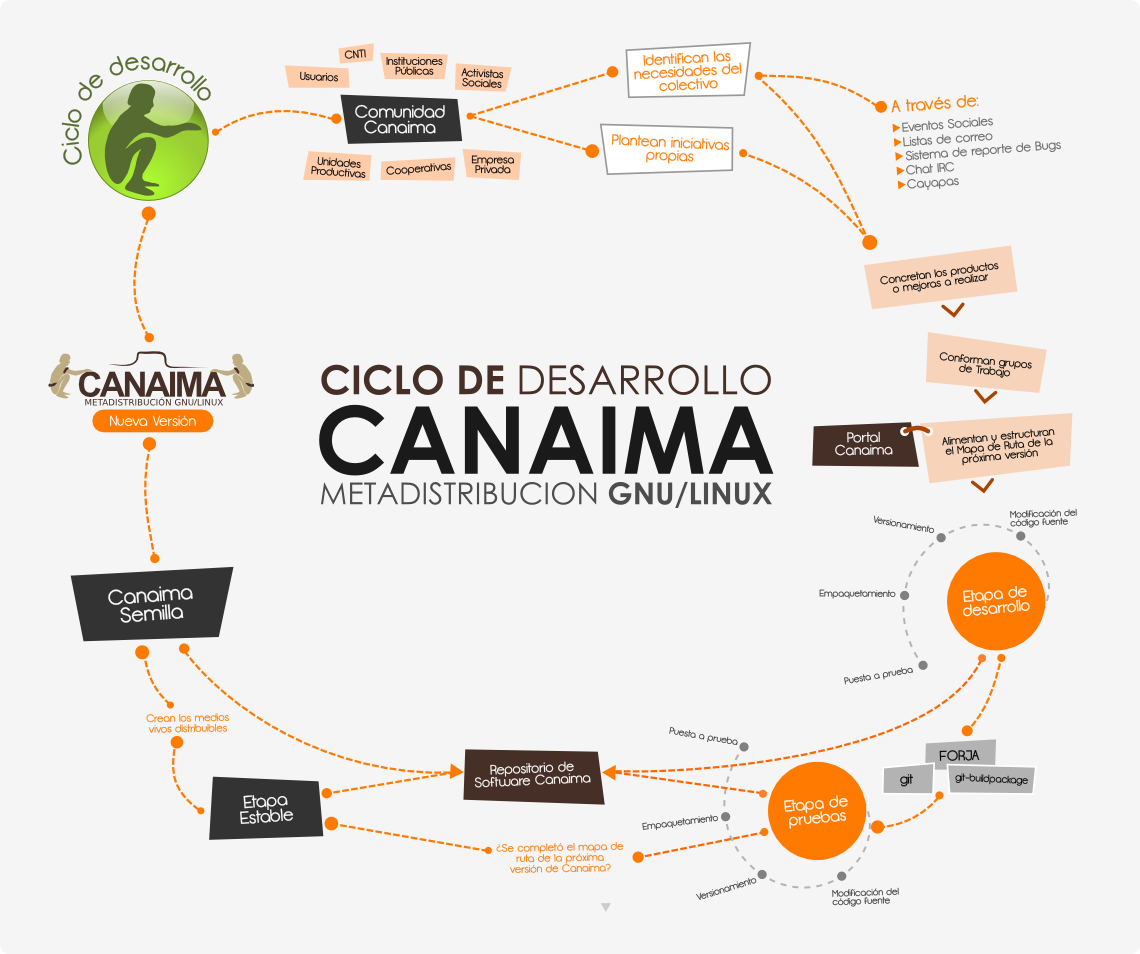 Ciclo de desarrollo
CNTI
Usuarios
Instituciones
Públicas
Activistas
Sociales
Comunidad
Canaima
Unidades
Productivas
Cooperativas
Empresa
Privada
Identifican las
necesidades del
colectivo
Plantean iniciativas
propias
A través de:
Eventos Sociales
Listas de correo
Sistema de reporte de Bugs
Chat IRC
Cayapas
Concretan los productos
o mejoras a realizar
Conforman grupos
de Trabajo
Portal
Canaima
Alimentan y estructuran
el Mapa de Ruta de la
próxima versión
CANAIMA
METADISTRIBUCIÓN GNU/LINUX
Nueva Versión
CICLO DE DESARROLLO
CANAIMA
METADISTRIBUCION GNU/LINUX
Versionamiento
Modificación del
código fuente
Empaquetamiento
Puesta a prueba
Etapa de
desarrollo
FORJA
git
git-buildpackage
Puesta a prueba
Empaquetamiento
Versionamiento
Modificación del
código fuente
Etapa de
pruebas
Repositorio de
Software Canaima
¿Se completó el mapa de
ruta de la próxima
versión de Canaima?
Etapa
Estable
Crean los medios
vivos distribuibles
Canaima
Semilla